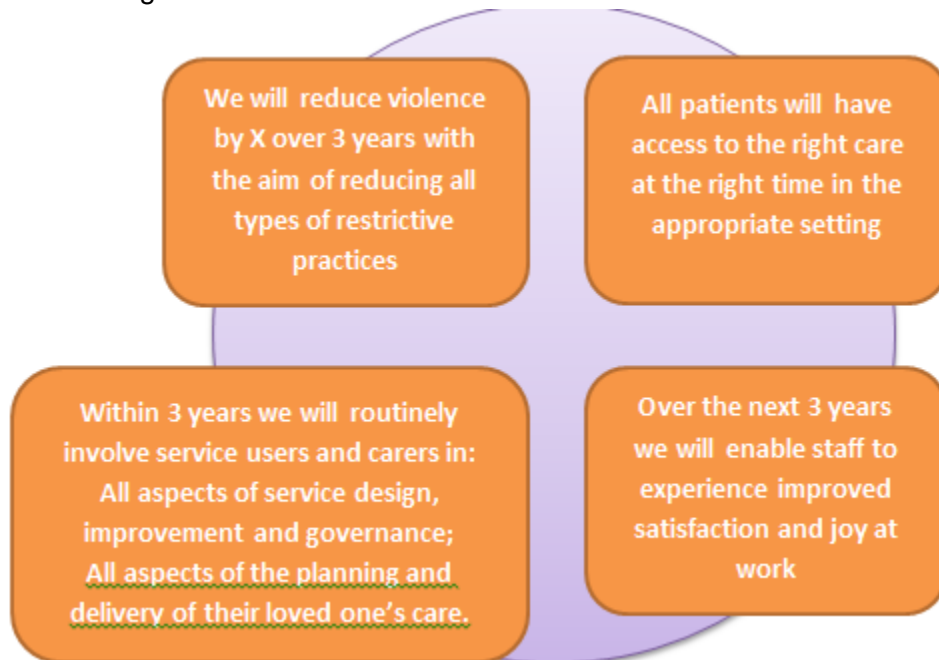 We will reduce violence
by X over 3 years with
the aim of reducing all
types of restrictive
practices
All patients will have
access to the right care
at the right time in the
appropriate setting
Within 3 years we will routinely
involve service users and carers in:
All aspects of service design,
improvement and governance;
All aspects of the planning and
delivery of their loved one's care.
Over the next 3 years
we will enable staff to
experience improved
satisfaction and joy at
work